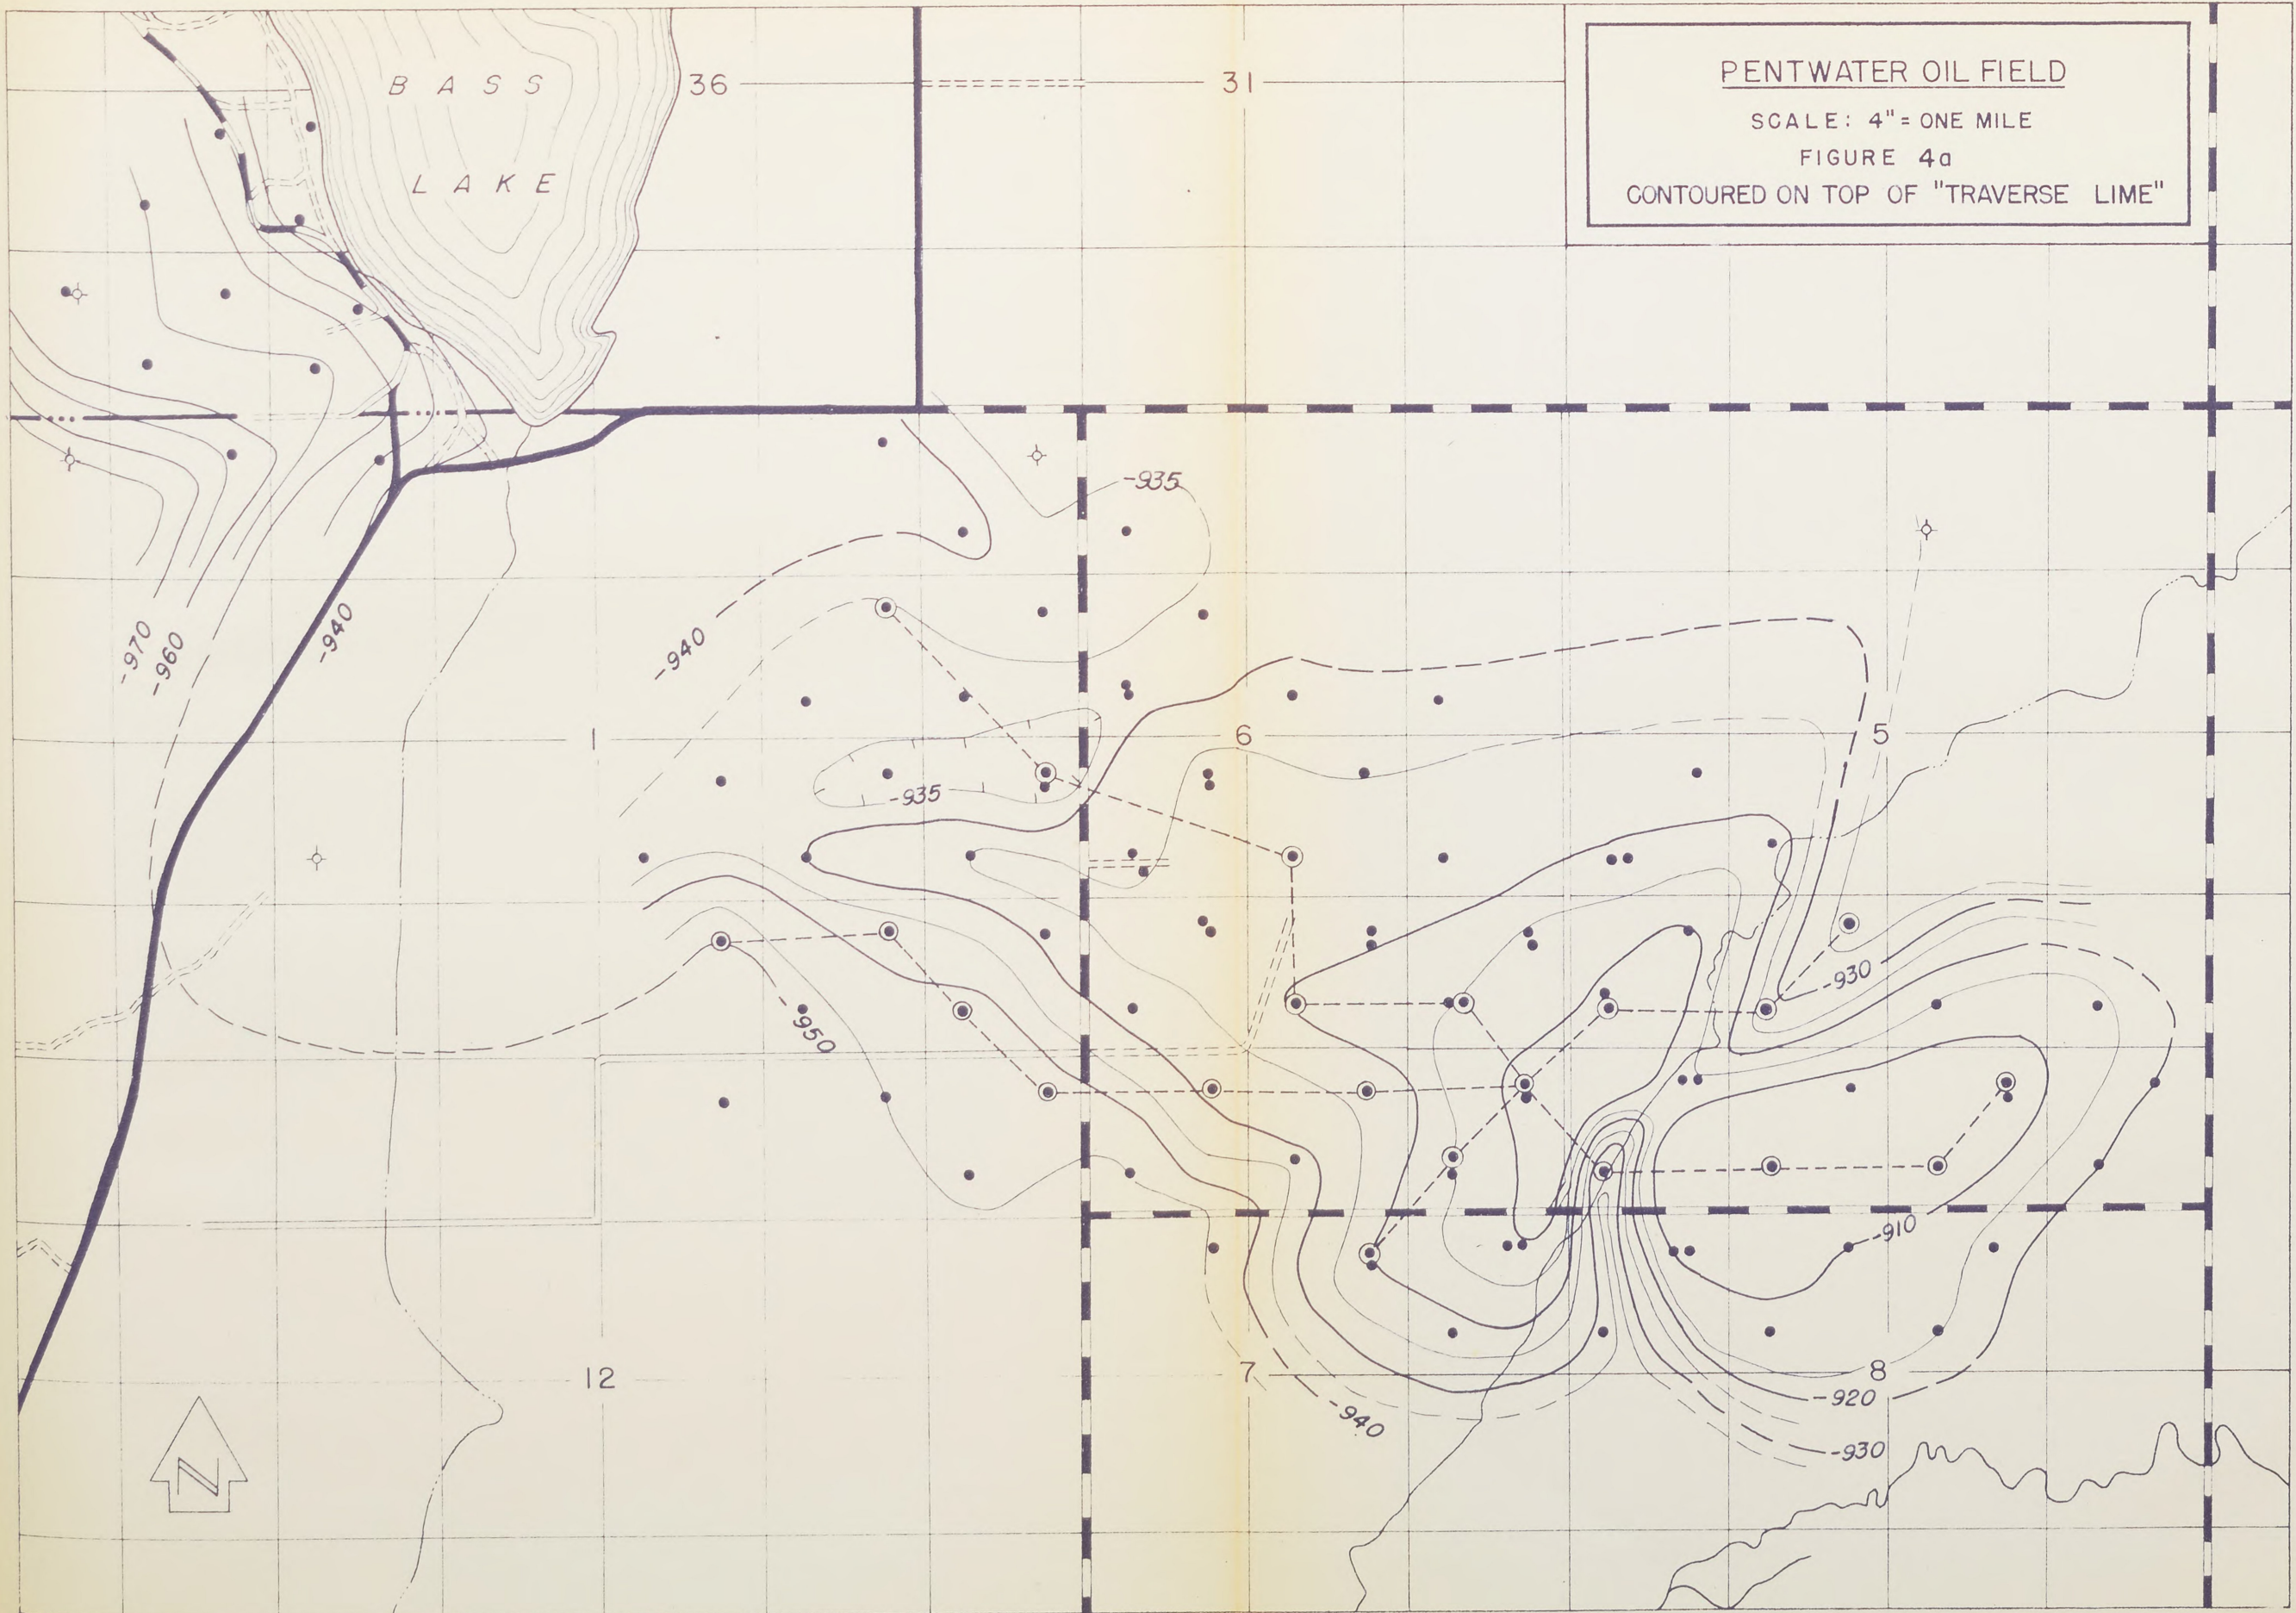 PENTWATER OIL FIELD
SCALE: 4" = ONE MILE
FIGURE 4a
CONTOURED ON TOP OF "TRAVERSE LIME"
BASS
LAKE
36
31
-935
-940
-970
-960
-940
1
6
5
-935
-930
-950
-910
12
7
8
-920
-940
-930
N